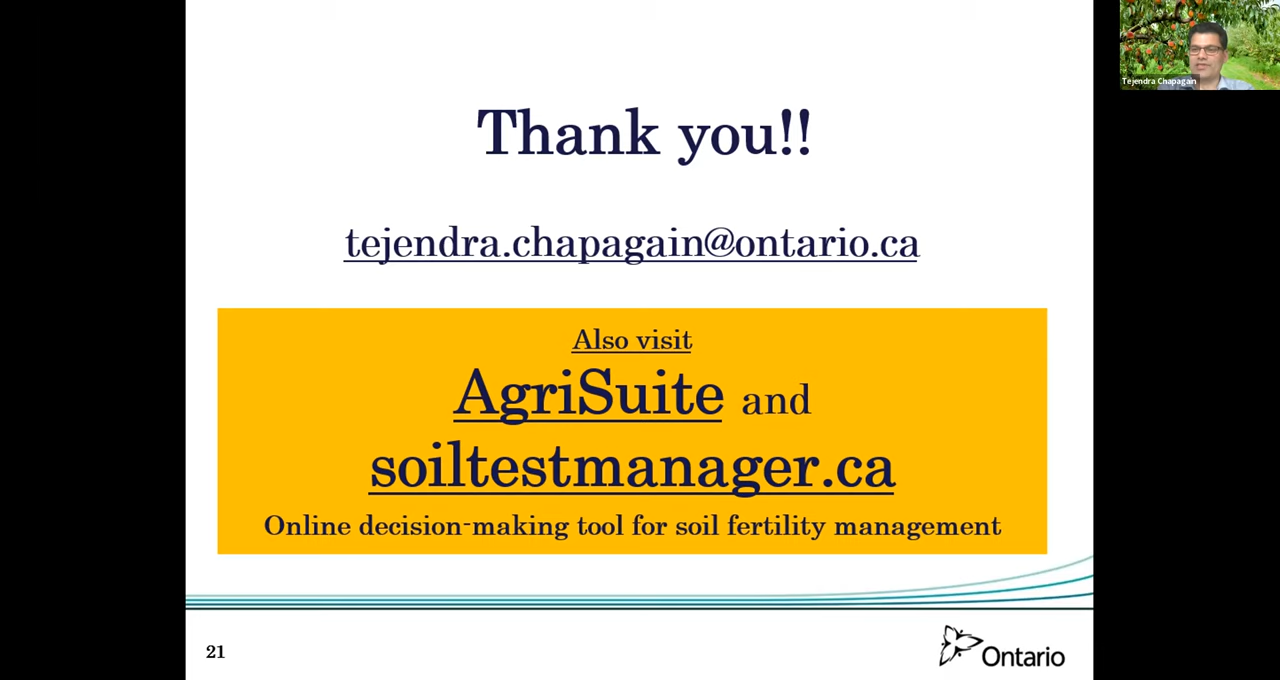 Tejendra Chapagain
Thank you!!
tejendra.chapagain@ontario.ca
Also visit
AgriSuite and
soiltestmanager.ca
Online decision-making tool for soil fertility management
21
Ontario